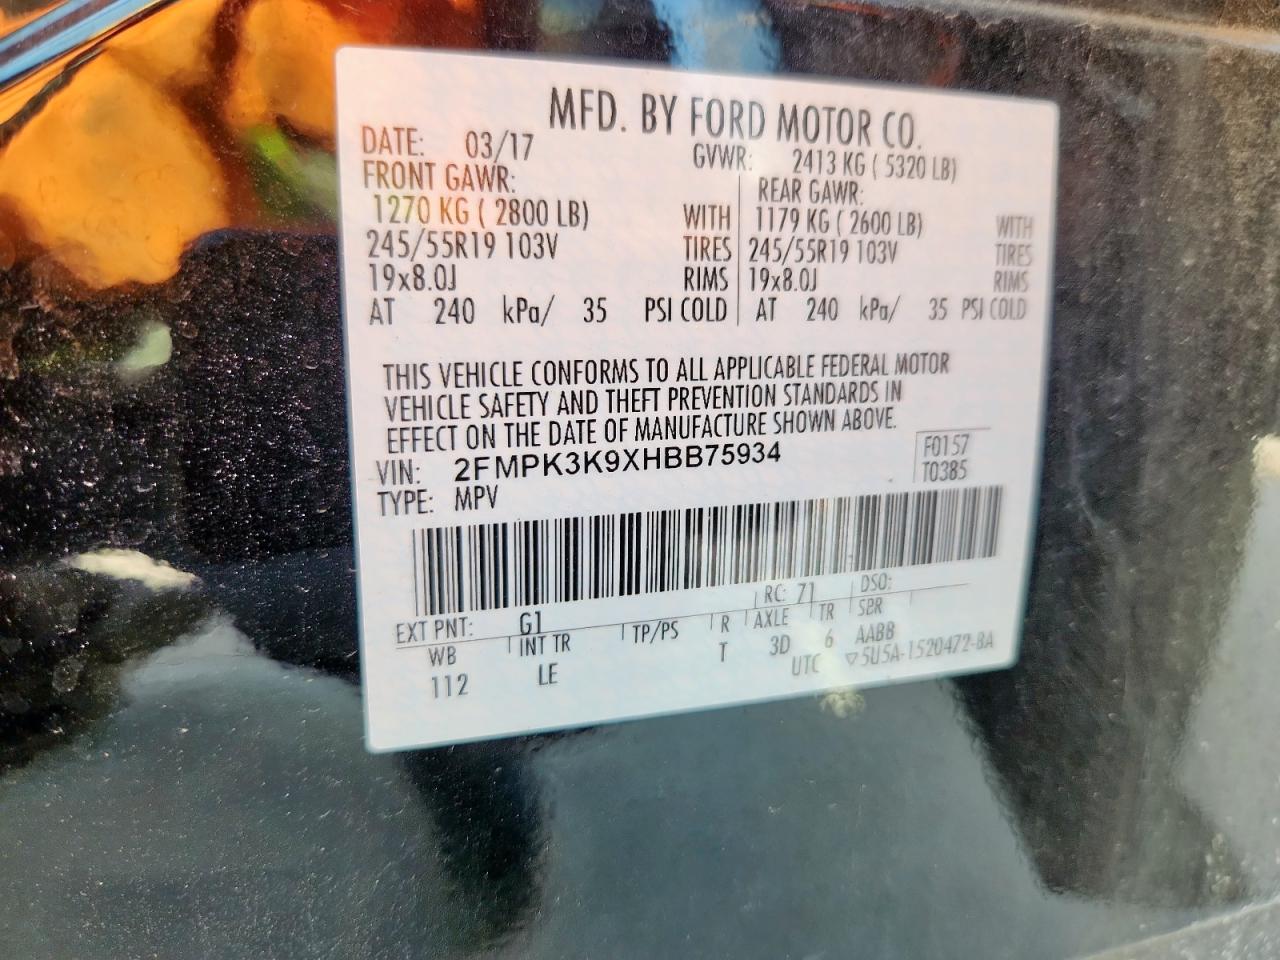 MFD. BY FORD MOTOR CO.
DATE: 03/17 GVWR: 2413 KG ( 5320 LB)
FRONT GAWR: REAR GAWR:
1270 KG ( 2800 LB) WITH 1179 KG ( 2600 LB) WITH
245/55R19 103V TIRES 245/55R19 103V TIRES
19x8.0J RIMS 19x8.0J RIMS
AT 240 kPa/ 35 PSI COLD AT 240 kPa/ 35 PSI COLD
THIS VEHICLE CONFORMS TO ALL APPLICABLE FEDERAL MOTOR
VEHICLE SAFETY AND THEFT PREVENTION STANDARDS IN
EFFECT ON THE DATE OF MANUFACTURE SHOWN ABOVE.
VIN: 2FMPK3K9XHBB75934 F0157
TYPE: MPV T0385
EXT PNT: G1 RC: 71 DSO:
WB INT TR TP/PS R AXLE TR SPR
112 LE T 3D 6 AABB
UTC ▽5U5A-1520472-BA